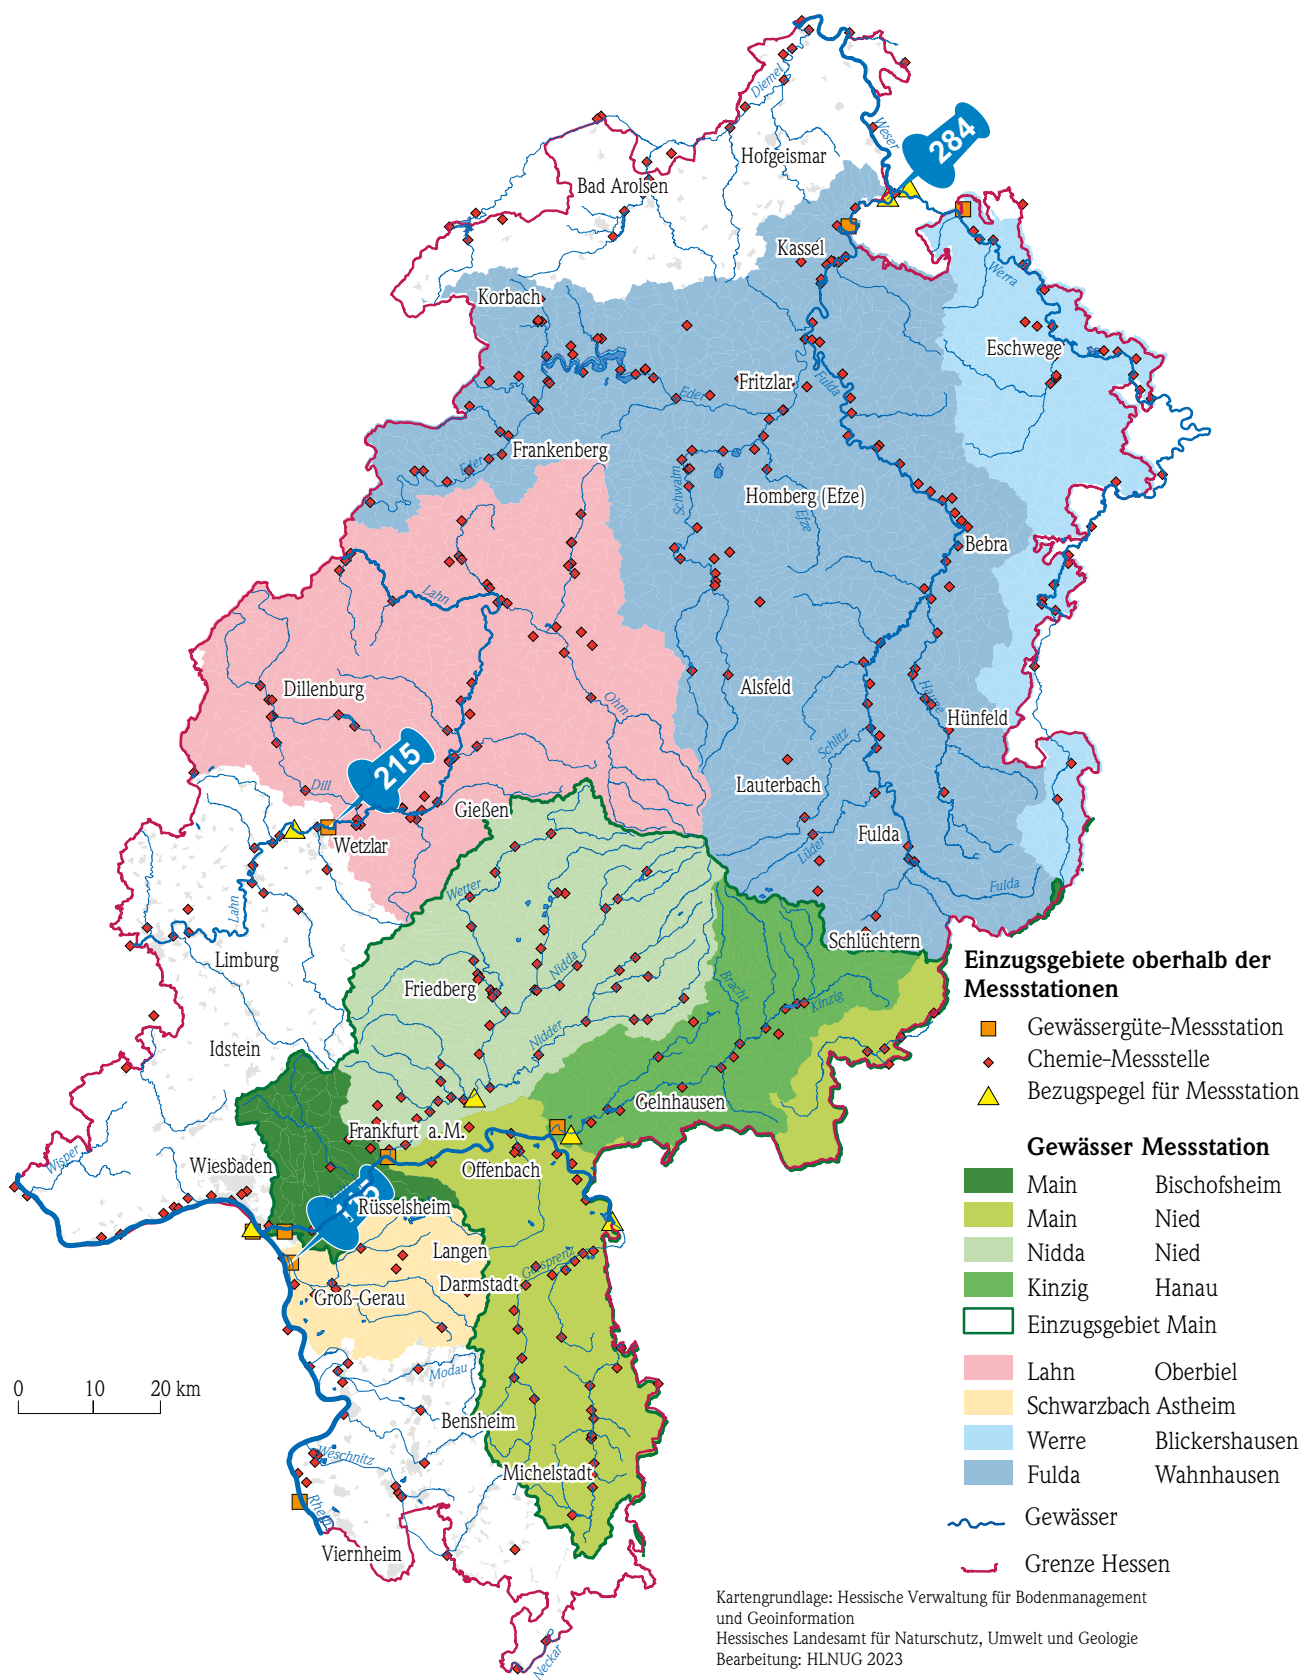 Diemel
Weser
284
Hofgeismar
Bad Arolsen
Kassel
Werra
Korbach
Eschwege
Fritzlar
Fulda
Eder
Frankenberg
Eder
Schwalm
Homberg (Efze)
Efze
Bebra
Lahn
Dillenburg
Ohm
Alsfeld
Haune
Hünfeld
Schlitz
215
Dill
Lauterbach
Gießen
Wetzlar
Fulda
Lüder
Fulda
Wetter
Lahn
Schlüchtern
Limburg
Friedberg
Nidda
Bracht
Kinzig
Nidder
Idstein
Gelnhausen
Frankfurt a. M.
Wisper
Wiesbaden
Offenbach
Rüsselsheim
Langen
Gersprenz
Darmstadt
Groß-Gerau
Modau
Bensheim
Weschnitz
Michelstadt
Rhein
Viernheim
Neckar
0 10 20 km
Einzugsgebiete oberhalb der
Messstationen
Gewässergüte-Messstation
Chemie-Messstelle
Bezugspegel für Messstation
Gewässer Messstation
Main Bischofsheim
Main Nied
Nidda Nied
Kinzig Hanau
Einzugsgebiet Main
Lahn Oberbiel
Schwarzbach Astheim
Werre Blickershausen
Fulda Wahnhausen
Gewässer
Grenze Hessen
Kartengrundlage: Hessische Verwaltung für Bodenmanagement
und Geoinformation
Hessisches Landesamt für Naturschutz, Umwelt und Geologie
Bearbeitung: HLNUG 2023